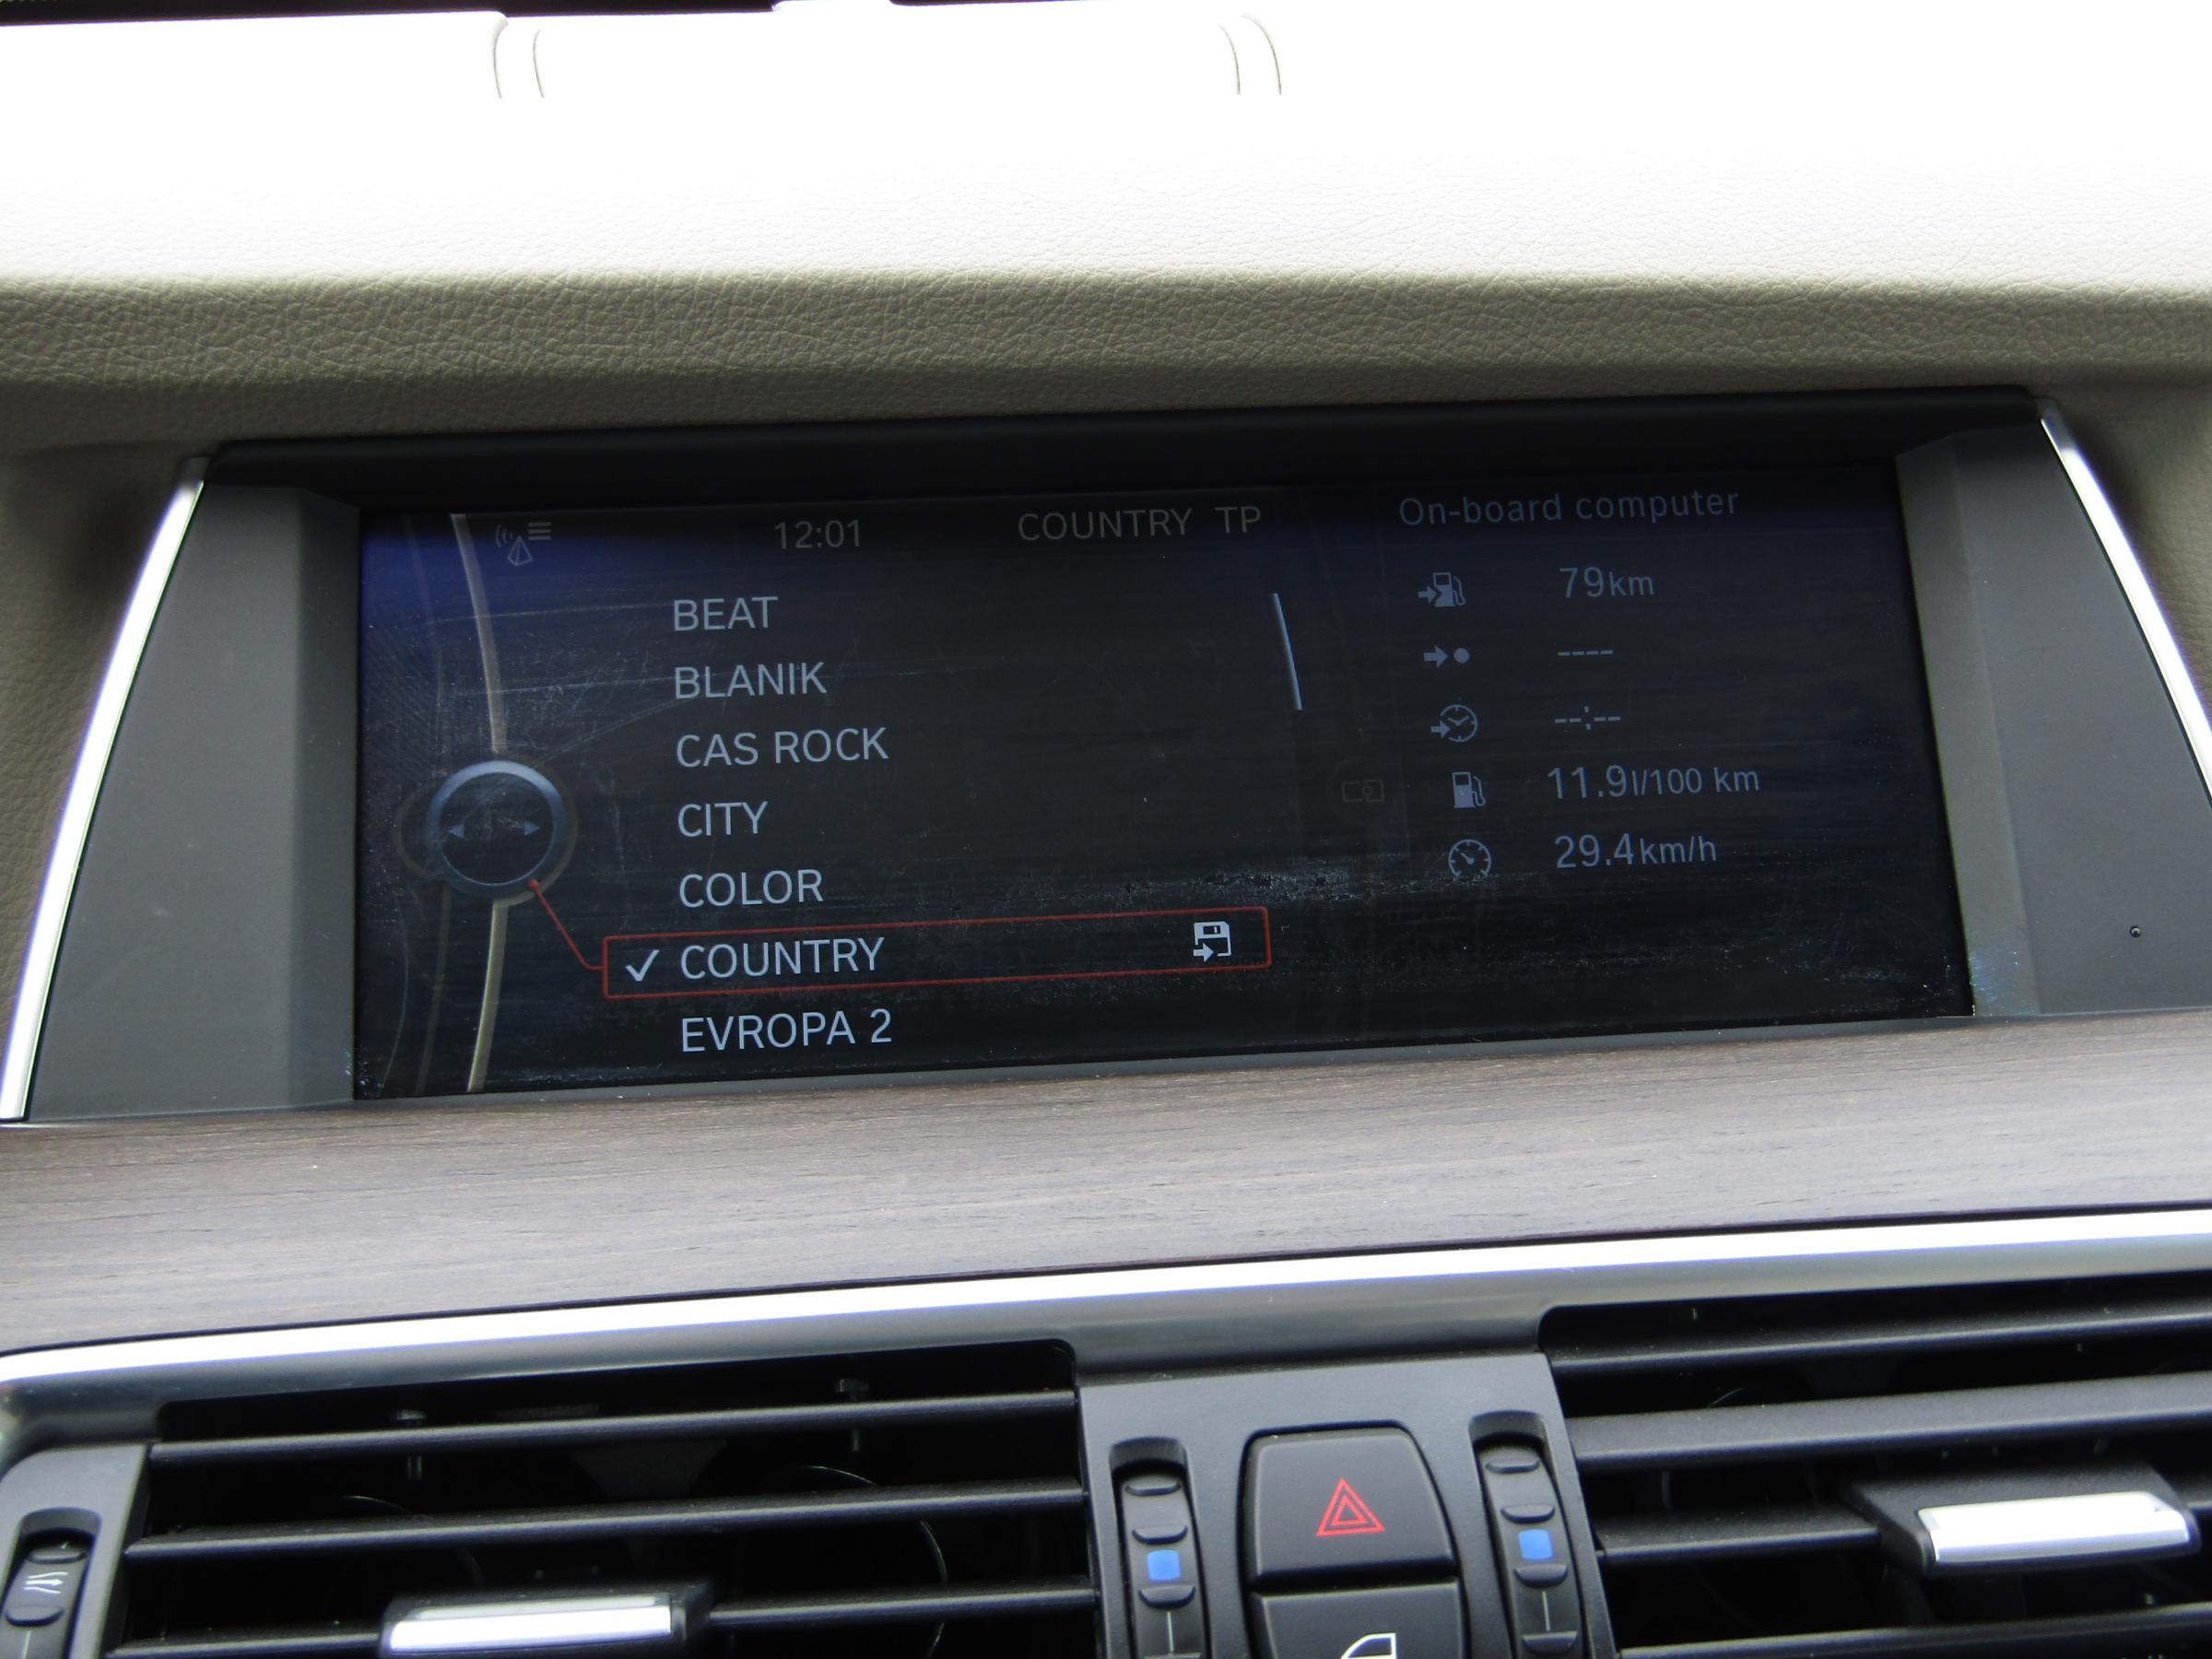 12:01 COUNTRY TP
BEAT
BLANIK
CAS ROCK
CITY
COLOR
COUNTRY
EVROPA 2
On-board computer
79km
----
--:--
11.9l/100 km
29.4km/h